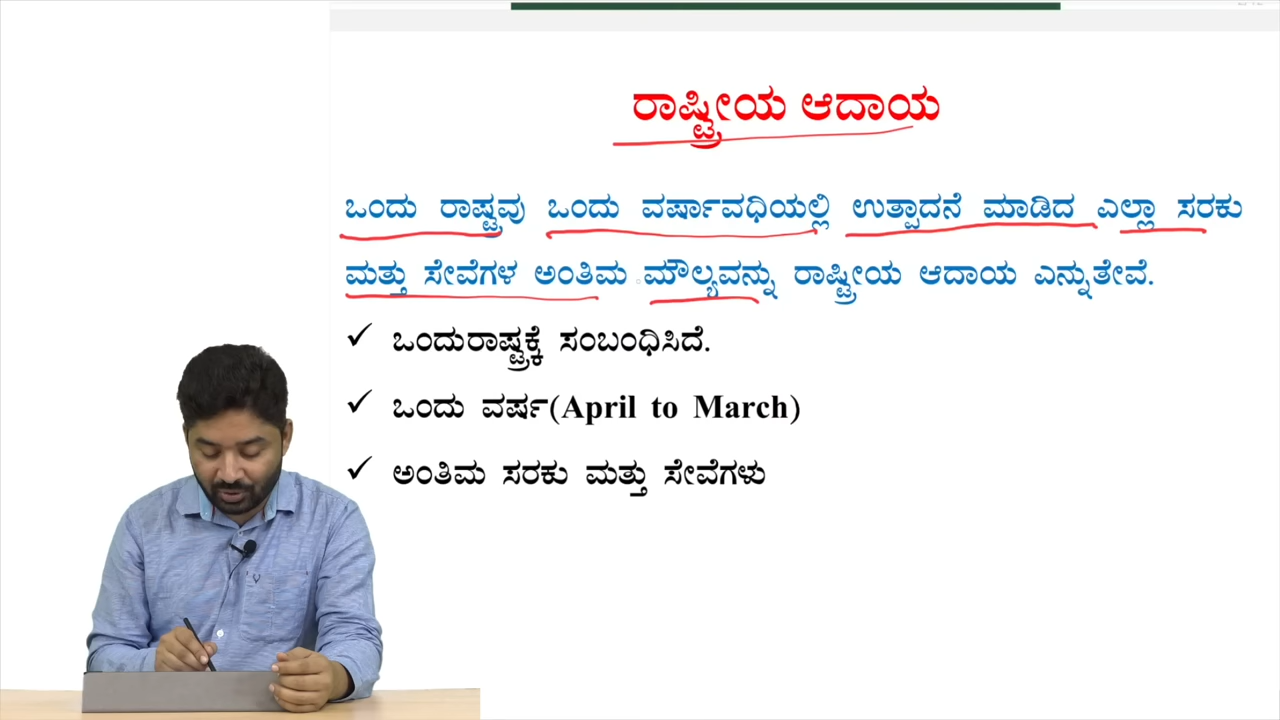 ರಾಷ್ಟ್ರೀಯ ಆದಾಯ
ಒಂದು ರಾಷ್ಟ್ರವು ಒಂದು ವರ್ಷಾವಧಿಯಲ್ಲಿ ಉತ್ಪಾದನೆ ಮಾಡಿದ ಎಲ್ಲಾ ಸರಕು
ಮತ್ತು ಸೇವೆಗಳ ಅಂತಿಮ ಮೌಲ್ಯವನ್ನು ರಾಷ್ಟ್ರೀಯ ಆದಾಯ ಎನ್ನುತೇವೆ.
✓ ಒಂದುರಾಷ್ಟ್ರಕ್ಕೆ ಸಂಬಂಧಿಸಿದೆ.
✓ ಒಂದು ವರ್ಷ(April to March)
✓ ಅಂತಿಮ ಸರಕು ಮತ್ತು ಸೇವೆಗಳು